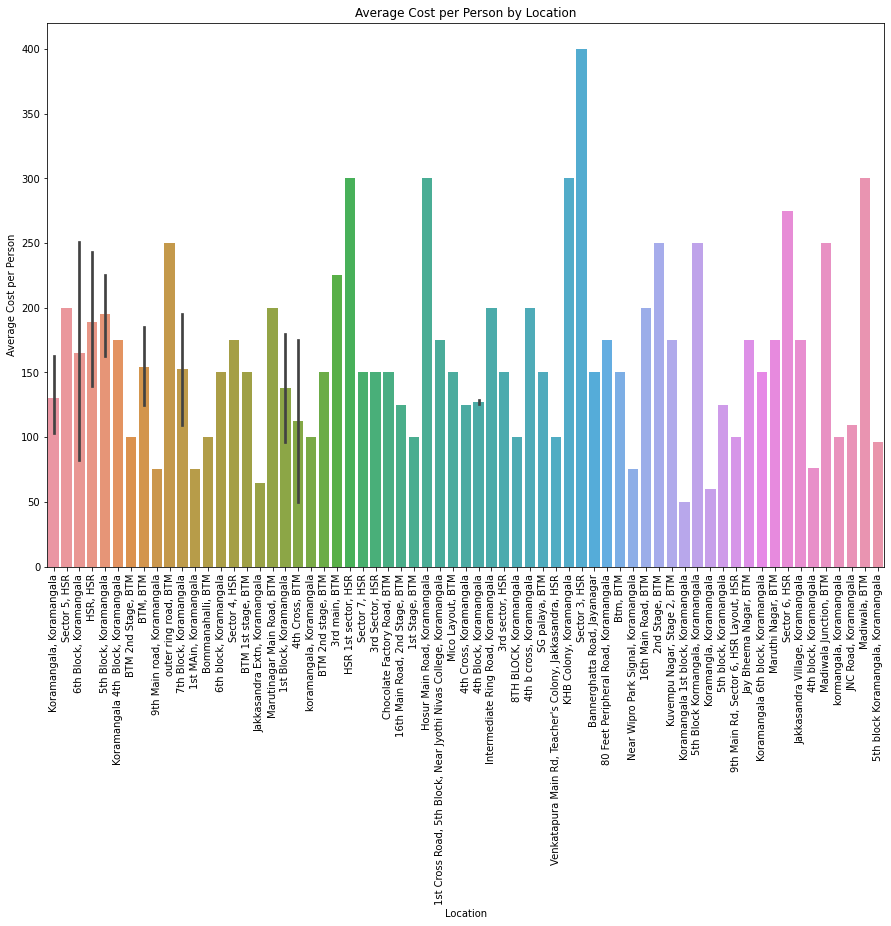 Average Cost per Person by Location
Average Cost per Person
400
350
300
250
200
150
100
50
0
Koramangala, Koramangala
Sector 5, HSR
6th Block, Koramangala
HSR, HSR
5th Block, Koramangala
Koramangala 4th Block, Koramangala
BTM 2nd Stage, BTM
BTM, BTM
9th Main road, Koramangala
outer ring road, BTM
7th Block, Koramangala
1st MAin, Koramangala
Bommanahalli, BTM
6th block, Koramangala
Sector 4, HSR
BTM 1st stage, BTM
Jakkasandra Extn, Koramangala
Marutinagar Main Road, BTM
1st Block, Koramangala
4th Cross, BTM
koramangala, Koramangala
BTM 2nd stage, BTM
3rd main, BTM
HSR 1st sector, HSR
Sector 7, HSR
3rd Sector, HSR
Chocolate Factory Road, BTM
16th Main Road, 2nd Stage, BTM
1st Stage, BTM
Hosur Main Road, Koramangala
1st Cross Road, 5th Block, Near Jyothi Nivas College, Koramangala
Mico Layout, BTM
4th Cross, Koramangala
4th Block, Koramangala
Intermediate Ring Road, Koramangala
3rd sector, HSR
8TH BLOCK, Koramangala
4th b cross, Koramangala
SG palaya, BTM
Venkatapura Main Rd, Teacher's Colony, Jakkasandra, HSR
KHB Colony, Koramangala
Sector 3, HSR
Bannerghatta Road, Jayanagar
80 Feet Peripheral Road, Koramangala
Btm, BTM
Near Wipro Park Signal, Koramangala
16th Main Road, BTM
2nd Stage, BTM
Kuvempu Nagar, Stage 2, BTM
Koramangala 1st block, Koramangala
5th Block Kormangala, Koramangala
Koramngla, Koramangala
5th block, Koramangala
9th Main Rd, Sector 6, HSR Layout, HSR
Jay Bheema Nagar, BTM
Koramangala 6th block, Koramangala
Maruthi Nagar, BTM
Sector 6, HSR
Jakkasandra Village, Koramangala
4th block, Koramangala
Madiwala Junction, BTM
kormangala, Koramangala
JNC Road, Koramangala
Madiwala, BTM
5th block Koramangala, Koramangala
Location